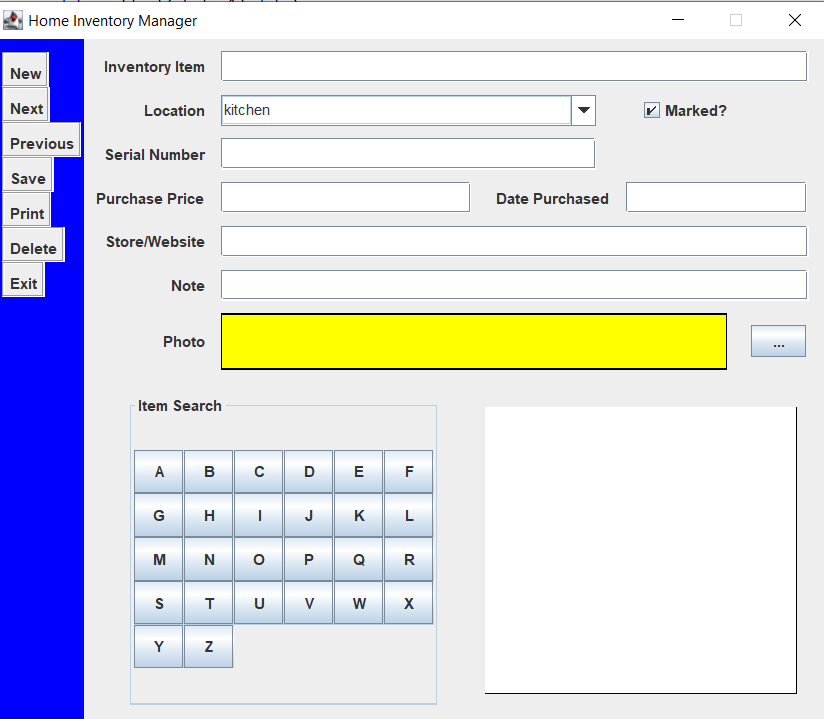 Home Inventory Manager
New
Next
Previous
Save
Print
Delete
Exit
Inventory Item
Location kitchen Marked?
Serial Number
Purchase Price Date Purchased
Store/Website
Note
Photo ...
Item Search
A B C D E F
G H I J K L
M N O P Q R
S T U V W X
Y Z